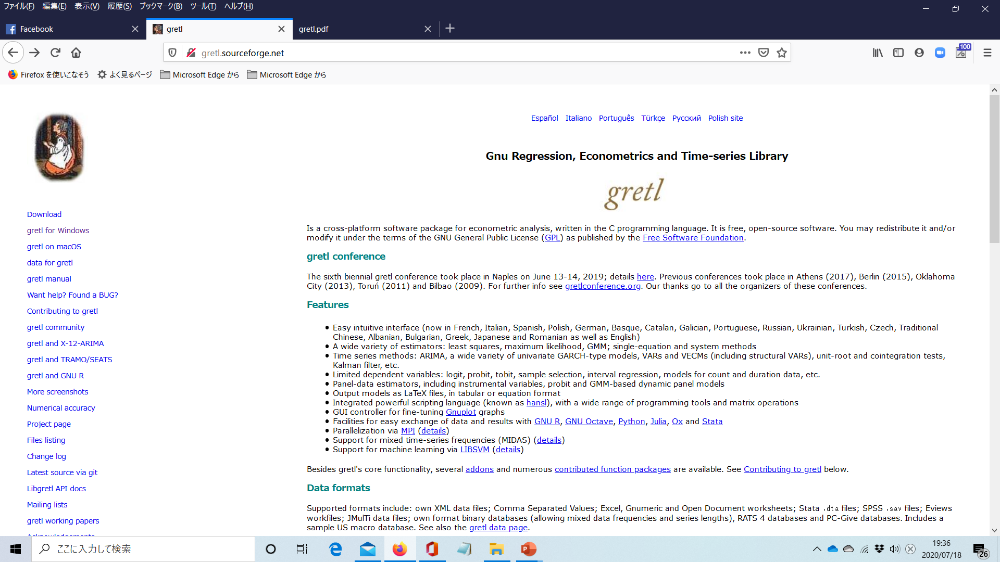 ファイル(F) 編集(E) 表示(V) 履歴(S) ブックマーク(B) ツール(T) ヘルプ(H)
Facebook
gretl
gretl.pdf
gretl.sourceforge.net
100
Firefox を使いこなそう
よく見るページ
Microsoft Edge から
Microsoft Edge から
Español Italiano Português Türkçe Русский Polish site
Gnu Regression, Econometrics and Time-series Library
gretl
Download
gretl for Windows
gretl on macOS
data for gretl
gretl manual
Want help? Found a BUG?
Contributing to gretl
gretl community
gretl and X-12-ARIMA
gretl and TRAMO/SEATS
gretl and GNU R
More screenshots
Numerical accuracy
Project page
Files listing
Change log
Latest source via git
Libgretl API docs
Mailing lists
gretl working papers
Is a cross-platform software package for econometric analysis, written in the C programming language. It is free, open-source software. You may redistribute it and/or
modify it under the terms of the GNU General Public License (GPL) as published by the Free Software Foundation.
gretl conference
The sixth biennial gretl conference took place in Naples on June 13-14, 2019; details here. Previous conferences took place in Athens (2017), Berlin (2015), Oklahoma
City (2013), Toruń (2011) and Bilbao (2009). For further info see gretlconference.org. Our thanks go to all the organizers of these conferences.
Features
• Easy intuitive interface (now in French, Italian, Spanish, Polish, German, Basque, Catalan, Galician, Portuguese, Russian, Ukrainian, Turkish, Czech, Traditional
Chinese, Albanian, Bulgarian, Greek, Japanese and Romanian as well as English)
• A wide variety of estimators: least squares, maximum likelihood, GMM; single-equation and system methods
• Time series methods: ARIMA, a wide variety of univariate GARCH-type models, VARs and VECMs (including structural VARs), unit-root and cointegration tests,
Kalman filter, etc.
• Limited dependent variables: logit, probit, tobit, sample selection, interval regression, models for count and duration data, etc.
• Panel-data estimators, including instrumental variables, probit and GMM-based dynamic panel models
• Output models as LaTeX files, in tabular or equation format
• Integrated powerful scripting language (known as hansl), with a wide range of programming tools and matrix operations
• GUI controller for fine-tuning Gnuplot graphs
• Facilities for easy exchange of data and results with GNU R, GNU Octave, Python, Julia, Ox and Stata
• Parallelization via MPI (details)
• Support for mixed time-series frequencies (MIDAS) (details)
• Support for machine learning via LIBSVM (details)
Besides gretl's core functionality, several addons and numerous contributed function packages are available. See Contributing to gretl below.
Data formats
Supported formats include: own XML data files; Comma Separated Values; Excel, Gnumeric and Open Document worksheets; Stata .dta files; SPSS .sav files; Eviews
workfiles; JMulTi data files; own format binary databases (allowing mixed data frequencies and series lengths), RATS 4 databases and PC-Give databases. Includes a
sample US macro database. See also the gretl data page.
ここに入力して検索
19:36
2020/07/18
26